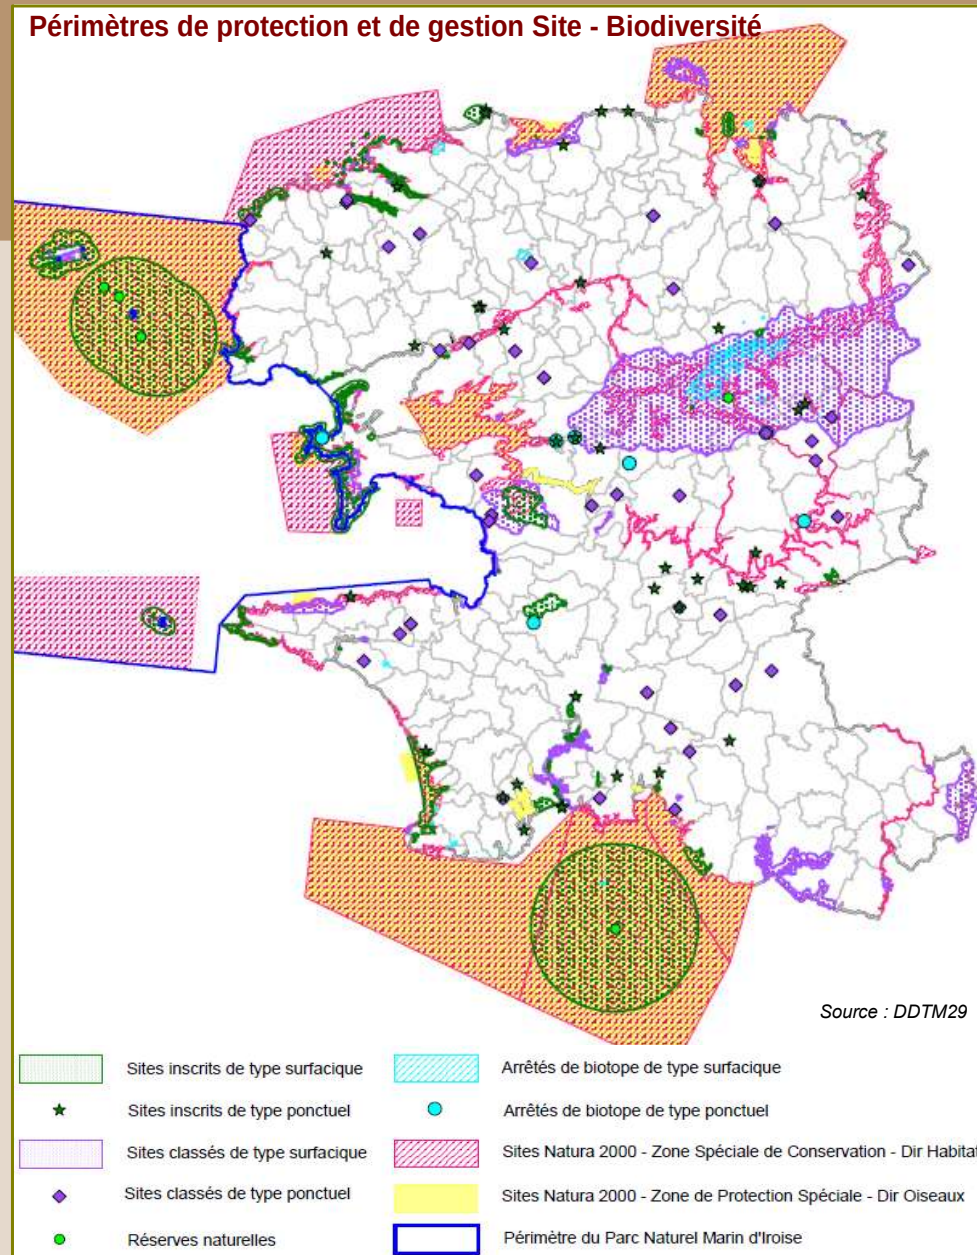 Périmètres de protection et de gestion Site - Biodiversité
Source : DDTM29
Sites inscrits de type surfacique
Sites inscrits de type ponctuel
Sites classés de type surfacique
Sites classés de type ponctuel
Réserves naturelles
Arrêtés de biotope de type surfacique
Arrêtés de biotope de type ponctuel
Sites Natura 2000 - Zone Spéciale de Conservation - Dir Habitat
Sites Natura 2000 - Zone de Protection Spéciale - Dir Oiseaux
Périmètre du Parc Naturel Marin d'Iroise